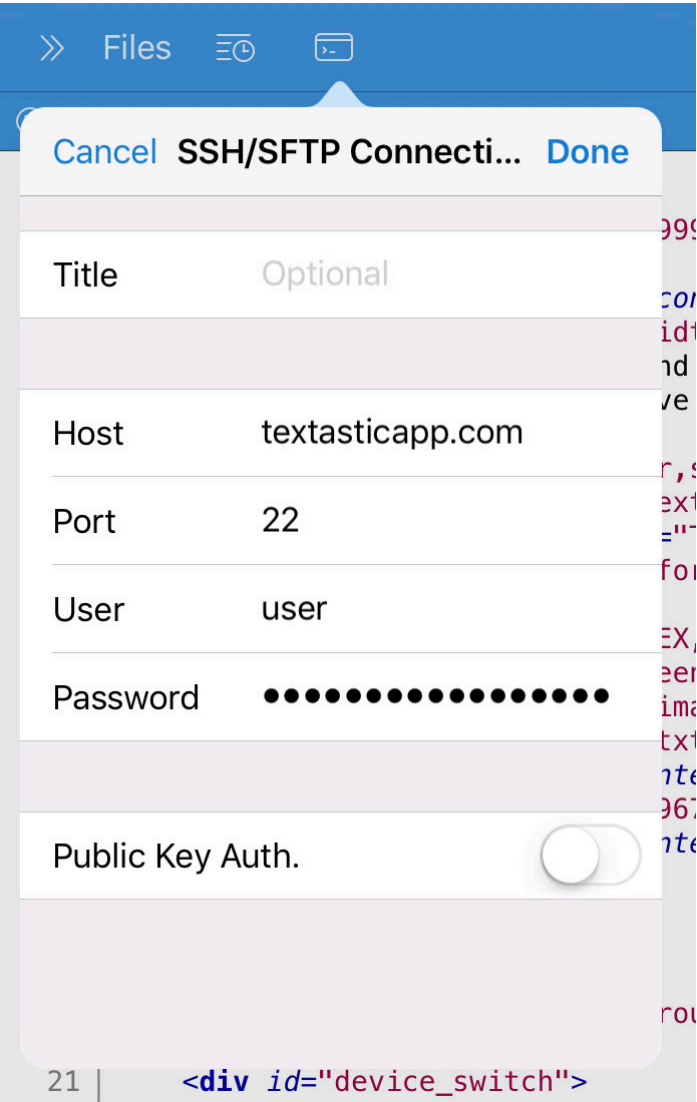 Files
Cancel SSH/SFTP Connecti... Done
Title Optional
Host textasticapp.com
Port 22
User user
Password ●●●●●●●●●●●●●●●●●
Public Key Auth.
21 <div id="device_switch">